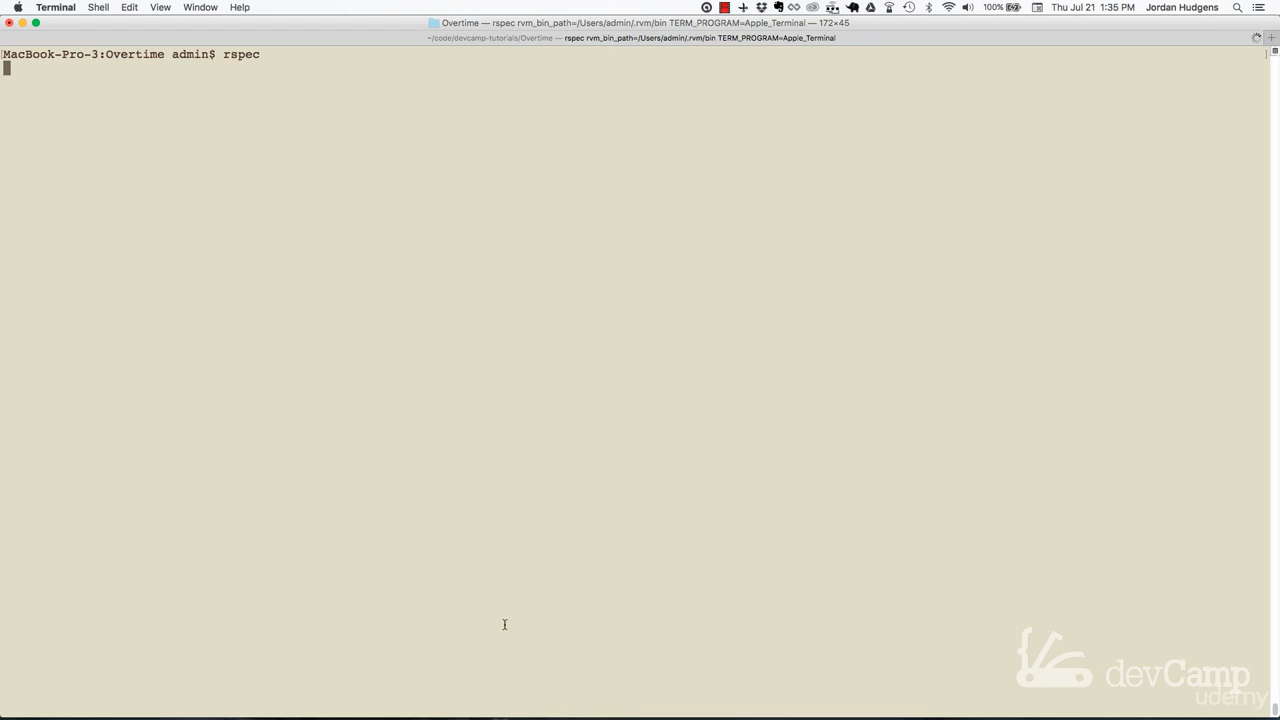 Terminal Shell Edit View Window Help 100% Thu Jul 21 1:35 PM Jordan Hudgens
Overtime — rspec rvm_bin_path=/Users/admin/.rvm/bin TERM_PROGRAM=Apple_Terminal — 172×45
~/code/devcamp-tutorials/Overtime — rspec rvm_bin_path=/Users/admin/.rvm/bin TERM_PROGRAM=Apple_Terminal
MacBook-Pro-3:Overtime admin$ rspec
devCamp
udemy